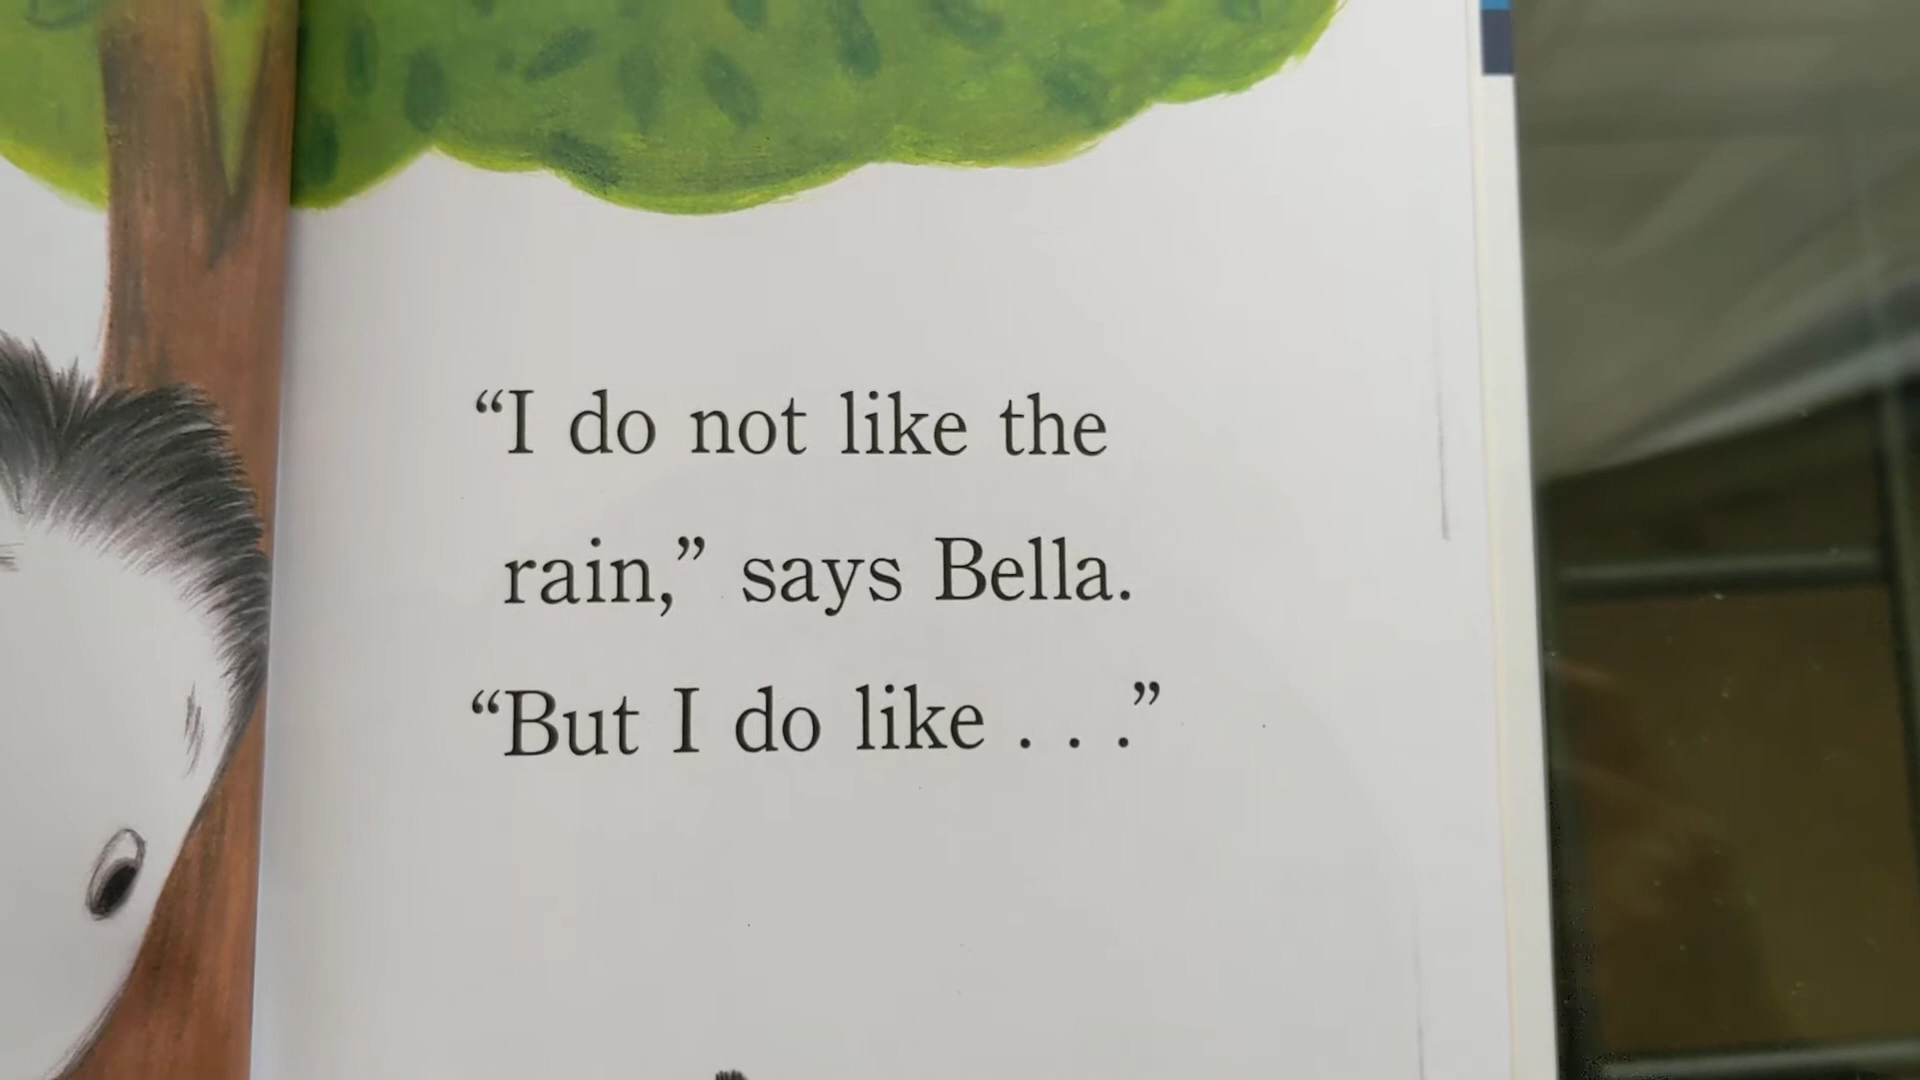 “I do not like the
rain,” says Bella.
“But I do like . . .”